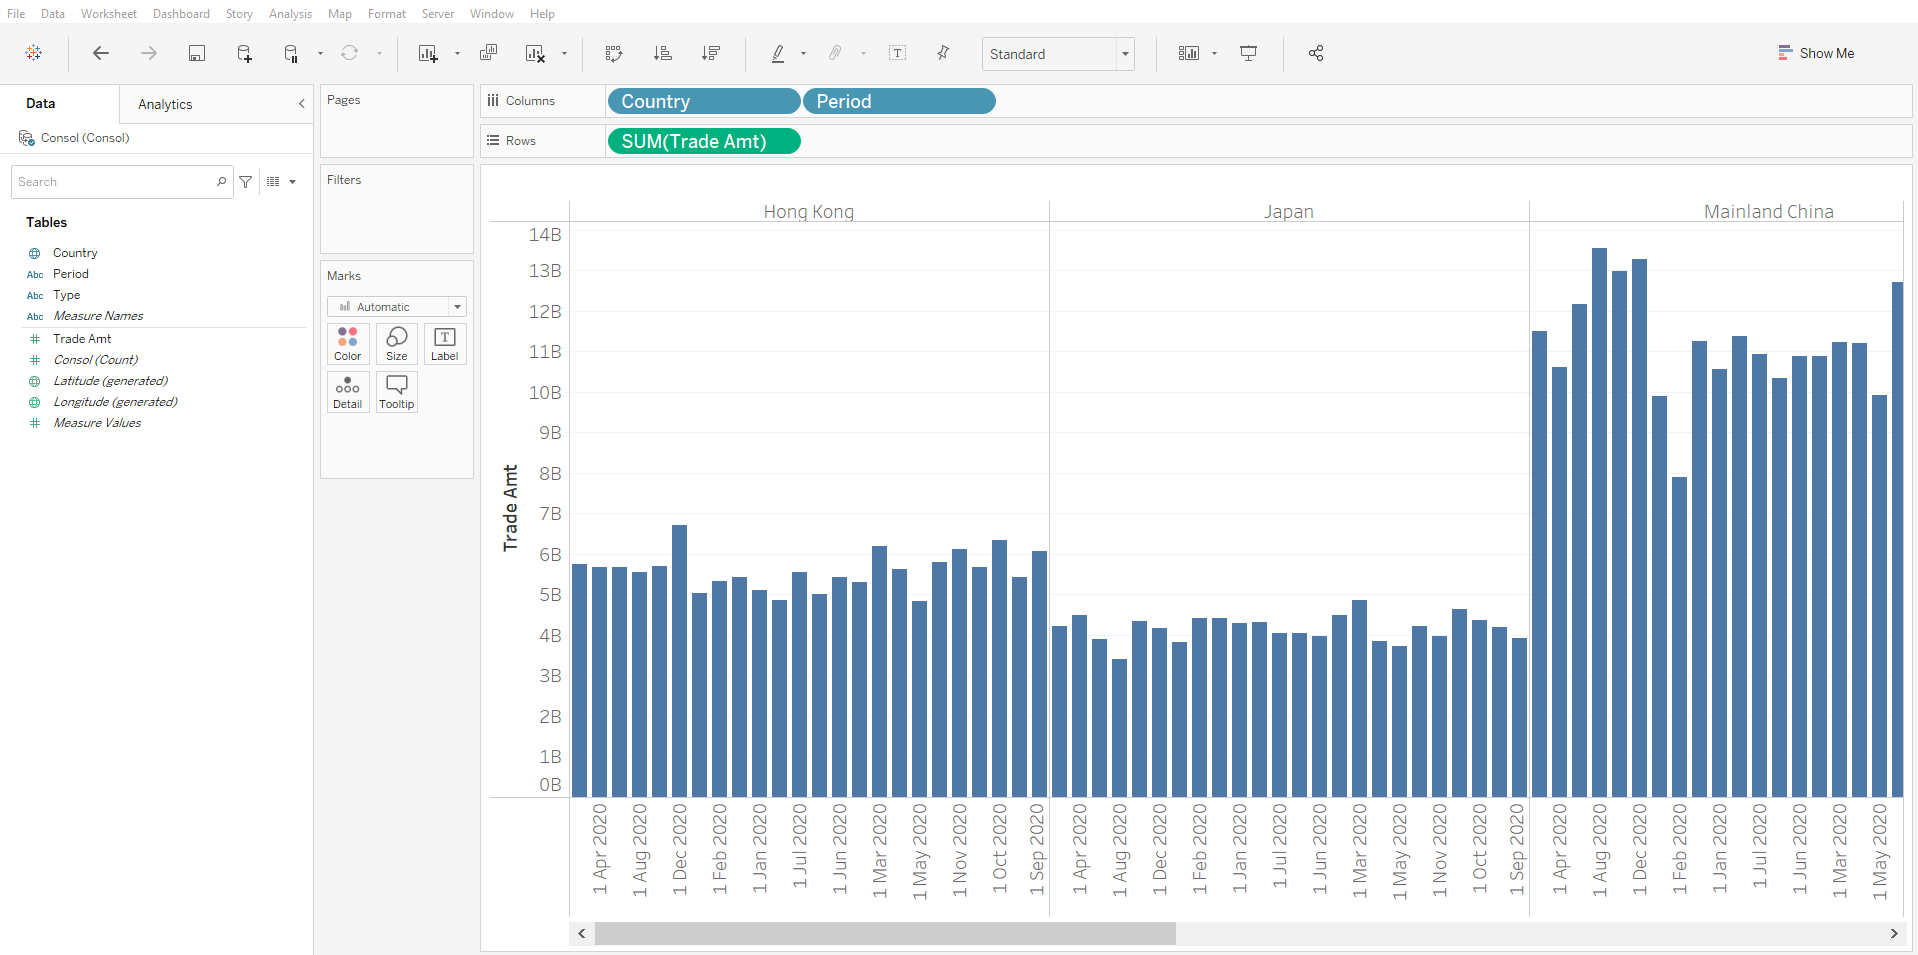 File Data Worksheet Dashboard Story Analysis Map Format Server Window Help
Standard
Show Me
Data
Analytics
Consol (Consol)
Search
Tables
Country
Abc Period
Abc Type
Abc Measure Names
Trade Amt
Consol (Count)
Latitude (generated)
Longitude (generated)
Measure Values
Pages
Filters
Marks
Automatic
Color Size Label
Detail Tooltip
Columns Country Period
Rows SUM(Trade Amt)
Hong Kong Japan Mainland China
Trade Amt
14B
13B
12B
11B
10B
9B
8B
7B
6B
5B
4B
3B
2B
1B
0B
1 Apr 2020
1 Aug 2020
1 Dec 2020
1 Feb 2020
1 Jan 2020
1 Jul 2020
1 Jun 2020
1 Mar 2020
1 May 2020
1 Nov 2020
1 Oct 2020
1 Sep 2020
1 Apr 2020
1 Aug 2020
1 Dec 2020
1 Feb 2020
1 Jan 2020
1 Jul 2020
1 Jun 2020
1 Mar 2020
1 May 2020
1 Nov 2020
1 Oct 2020
1 Sep 2020
1 Apr 2020
1 Aug 2020
1 Dec 2020
1 Feb 2020
1 Jan 2020
1 Jul 2020
1 Jun 2020
1 Mar 2020
1 May 2020